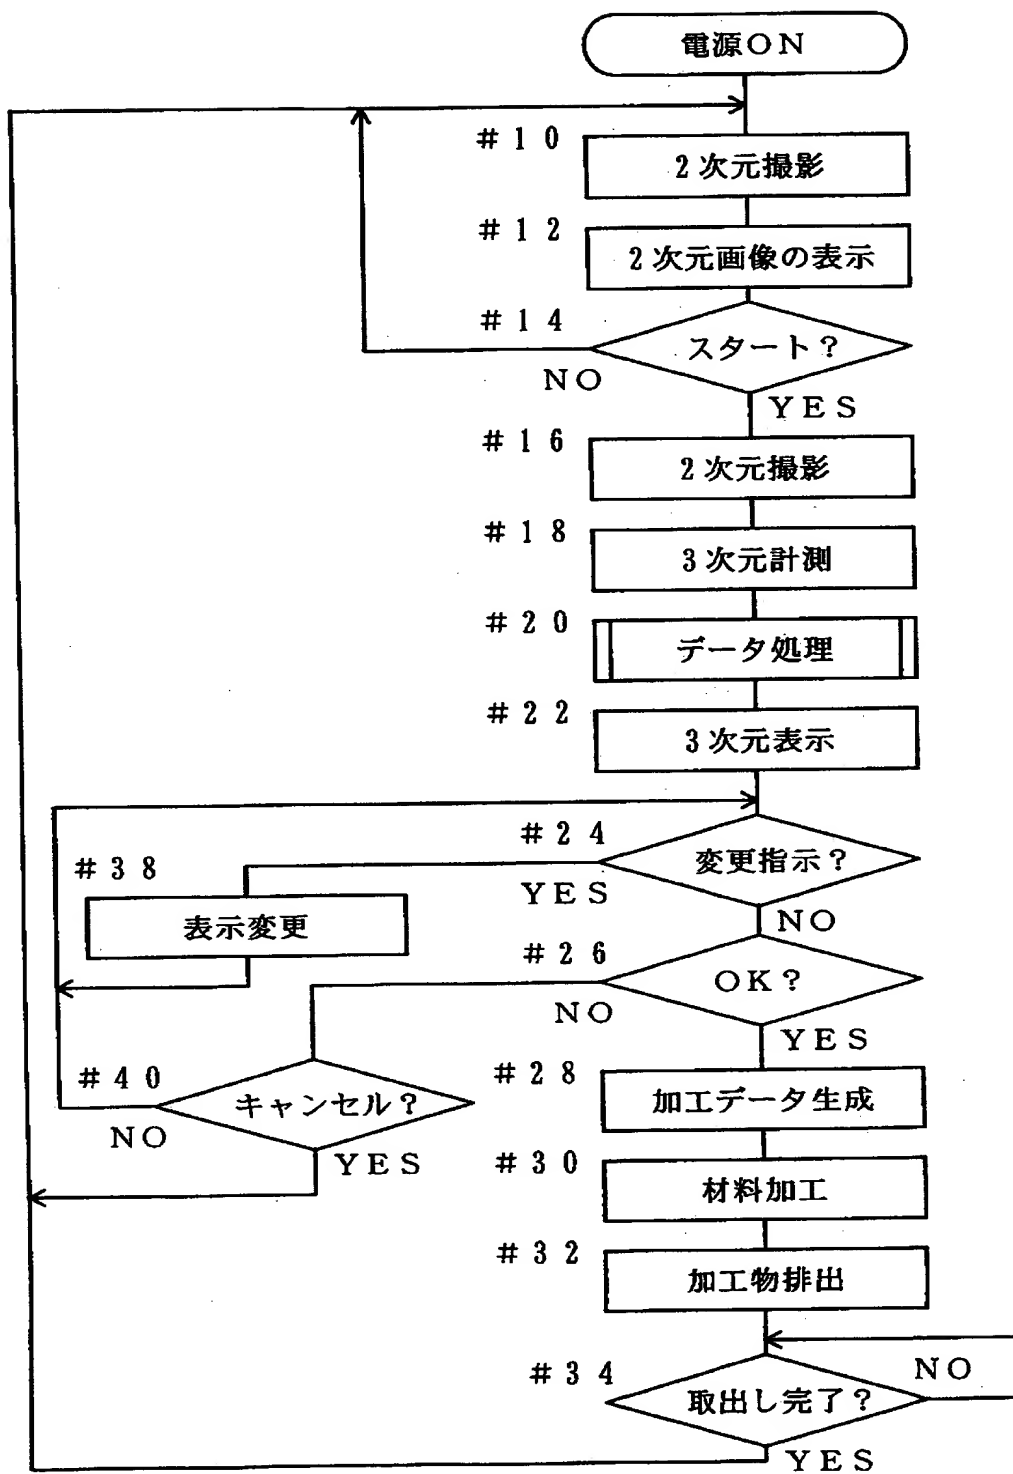 電源ON
#10
2次元撮影
#12
2次元画像の表示
#14
スタート?
NO
YES
#16
2次元撮影
#18
3次元計測
#20
データ処理
#22
3次元表示
#24
変更指示?
#38
YES
NO
表示変更
#26
OK?
NO
YES
#40
キャンセル?
#28
加工データ生成
NO
YES
#30
材料加工
#32
加工物排出
#34
取出し完了?
NO
YES